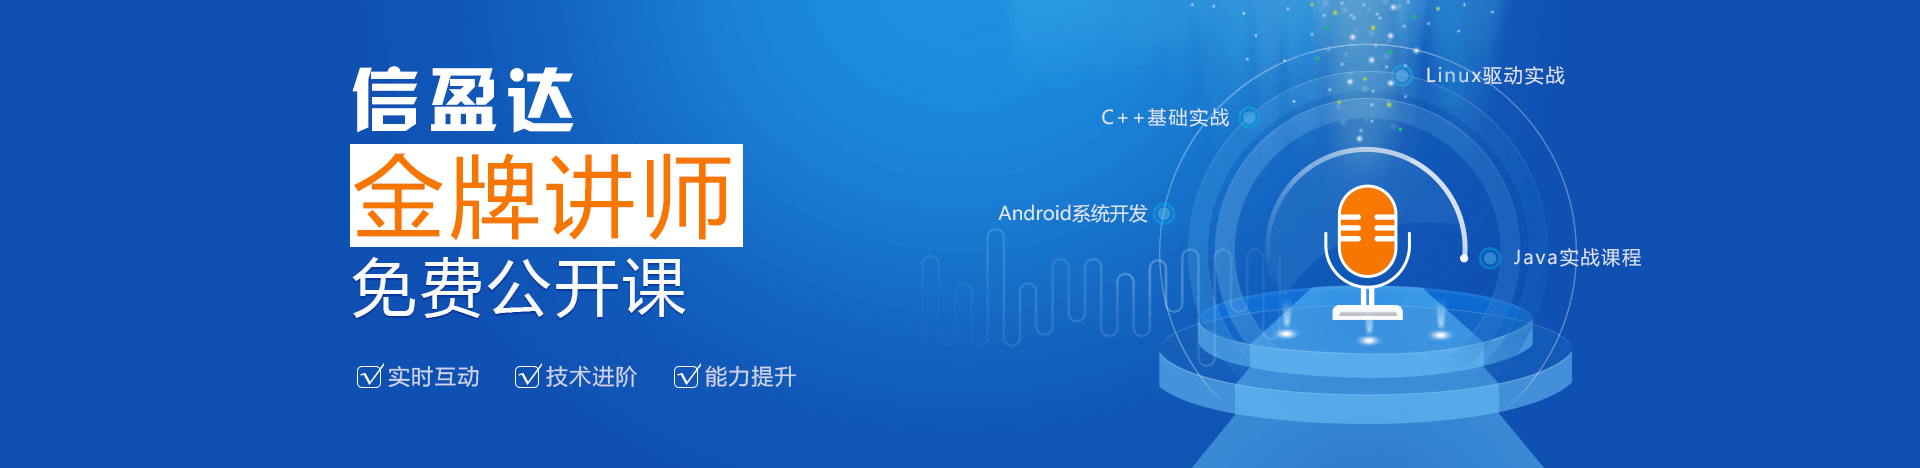 信盈达
金牌讲师
免费公开课
实时互动 技术进阶 能力提升
Linux驱动实战
C++基础实战
Android系统开发
Java实战课程